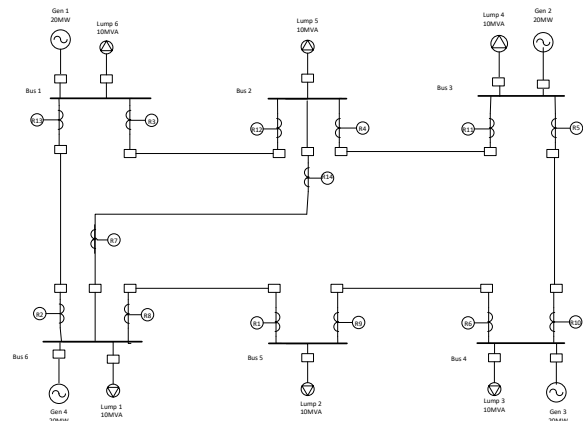 Gen 1
20MW
Lump 6
10MVA
Lump 5
10MVA
Lump 4
10MVA
Gen 2
20MW
Bus 1
Bus 2
Bus 3
R13
R3
R12
R4
R11
R5
R14
R7
R2
R8
R1
R9
R6
R10
Bus 6
Bus 5
Bus 4
Gen 4
20MW
Lump 1
10MVA
Lump 2
10MVA
Lump 3
10MVA
Gen 3
20MW